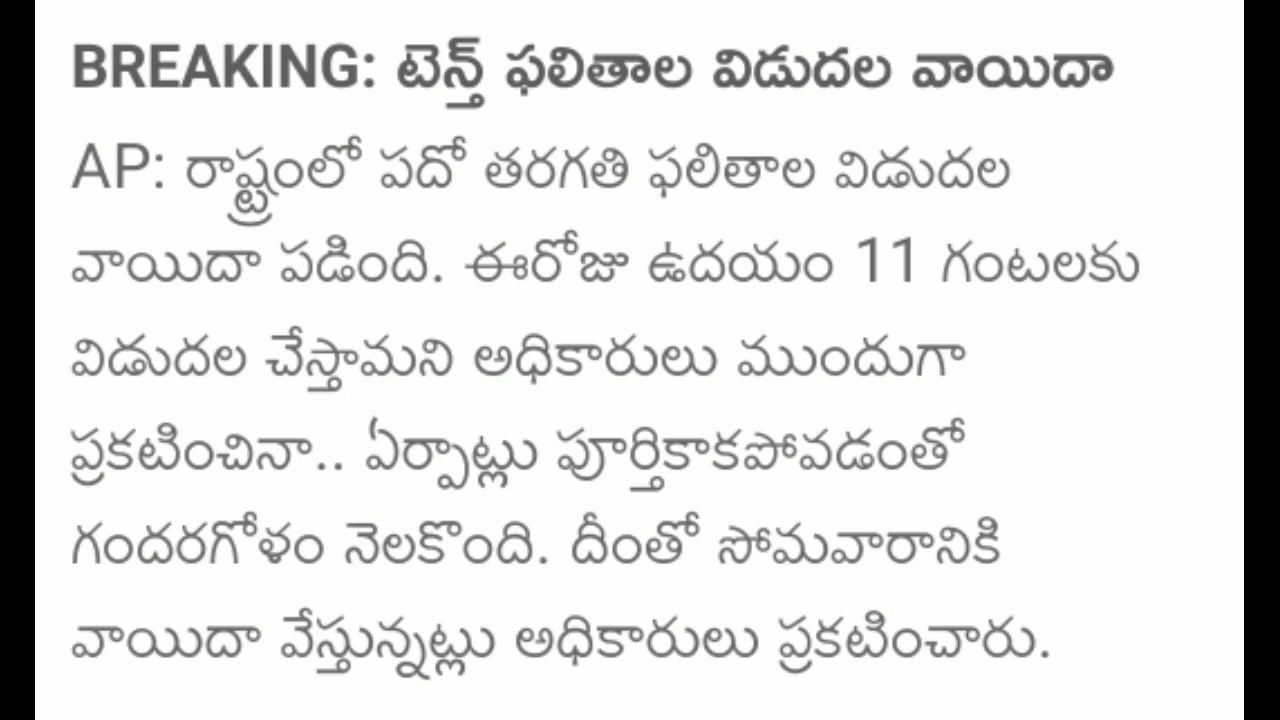 BREAKING: టెన్త్ ఫలితాల విడుదల వాయిదా
AP: రాష్ట్రంలో పదో తరగతి ఫలితాల విడుదల
వాయిదా పడింది. ఈరోజు ఉదయం 11 గంటలకు
విడుదల చేస్తామని అధికారులు ముందుగా
ప్రకటించినా.. ఏర్పాట్లు పూర్తికాకపోవడంతో
గందరగోళం నెలకొంది. దీంతో సోమవారానికి
వాయిదా వేస్తున్నట్లు అధికారులు ప్రకటించారు.